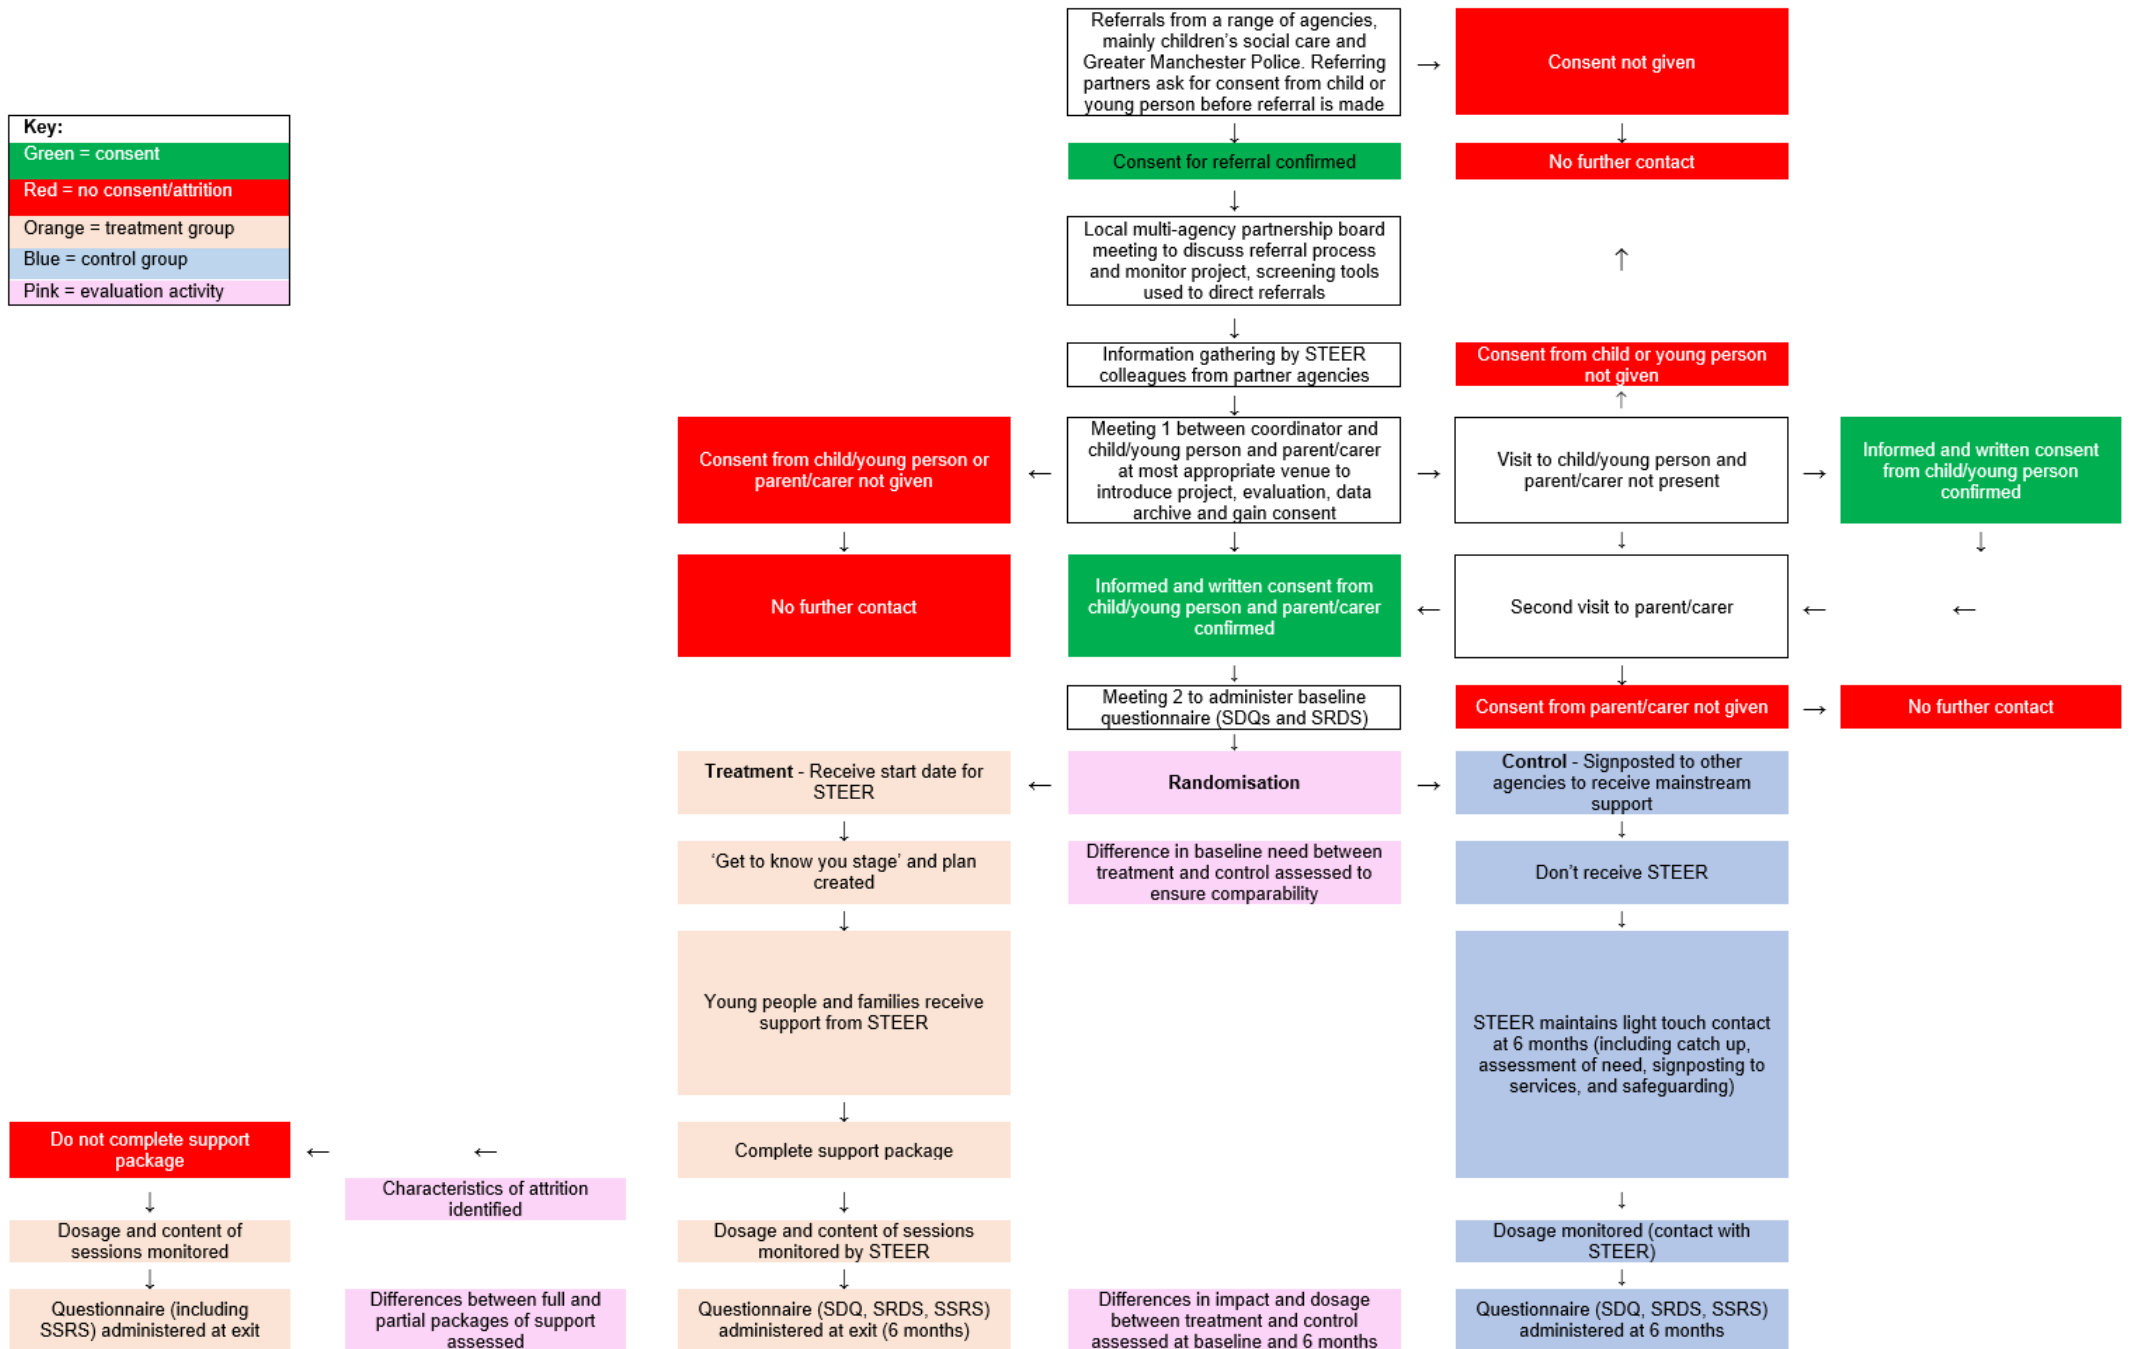 Referrals from a range of agencies,
mainly children's social care and
Greater Manchester Police. Referring
partners ask for consent from child or
young person before referral is made
→
Consent not given
Key:
Green = consent
Red = no consent/attrition
Orange = treatment group
Blue = control group
Pink = evaluation activity
↓
↓
Consent for referral confirmed
No further contact
↓
Local multi-agency partnership board
meeting to discuss referral process
and monitor project, screening tools
used to direct referrals
↑
↓
Information gathering by STEER
colleagues from partner agencies
Consent from child or young person
not given
↓
↑
Consent from child/young person or
parent/carer not given
←
Meeting 1 between coordinator and
child/young person and parent/carer
at most appropriate venue to
introduce project, evaluation, data
archive and gain consent
→
Visit to child/young person and
parent/carer not present
→
Informed and written consent
from child/young person
confirmed
↓
↓
↓
↓
No further contact
Informed and written consent from
child/young person and parent/carer
confirmed
←
Second visit to parent/carer
←
←
↓
↓
Meeting 2 to administer baseline
questionnaire (SDQs and SRDS)
Consent from parent/carer not given
→
No further contact
↓
Treatment - Receive start date for
STEER
←
Randomisation
→
Control - Signposted to other
agencies to receive mainstream
support
↓
↓
'Get to know you stage' and plan
created
Difference in baseline need between
treatment and control assessed to
ensure comparability
Don't receive STEER
↓
↓
Young people and families receive
support from STEER
STEER maintains light touch contact
at 6 months (including catch up,
assessment of need, signposting to
services, and safeguarding)
↓
Do not complete support
package
←
←
Complete support package
↓
Characteristics of attrition
identified
↓
↓
Dosage and content of
sessions monitored
Dosage and content of sessions
monitored by STEER
Dosage monitored (contact with
STEER)
↓
↓
↓
Questionnaire (including
SSRS) administered at exit
Differences between full and
partial packages of support
assessed
Questionnaire (SDQ, SRDS, SSRS)
administered at exit (6 months)
Differences in impact and dosage
between treatment and control
assessed at baseline and 6 months
Questionnaire (SDQ, SRDS, SSRS)
administered at 6 months